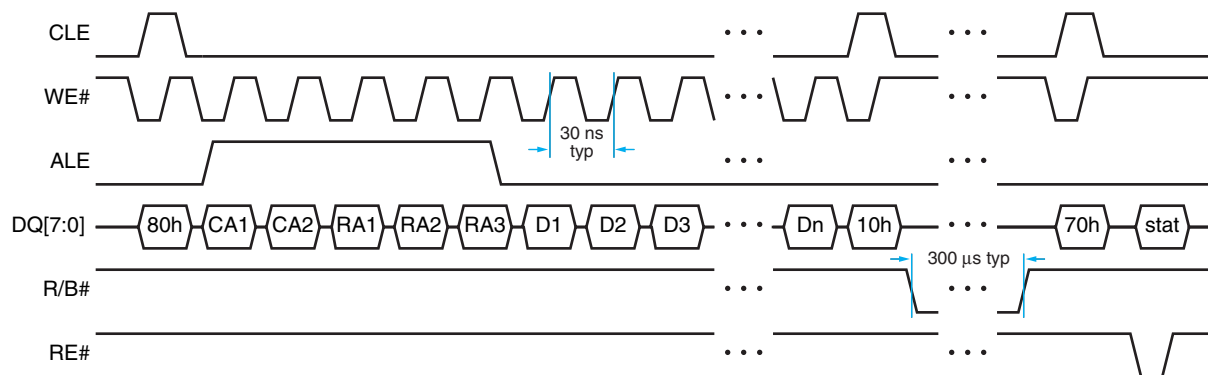 CLE
WE#
30 ns
typ
ALE
DQ[7:0] 80h CA1 CA2 RA1 RA2 RA3 D1 D2 D3 Dn 10h 70h stat
300 µs typ
R/B#
RE#